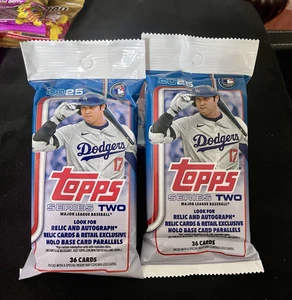 2025
Dodgers
17
TOPPS
SERIES TWO
MAJOR LEAGUE BASEBALL®
LOOK FOR
RELIC AND AUTOGRAPH*
RELIC CARDS & RETAIL EXCLUSIVE
HOLO BASE CARD PARALLELS
36 CARDS
2025
Dodgers
17
TOPPS
SERIES TWO
MAJOR LEAGUE BASEBALL®
LOOK FOR
RELIC AND AUTOGRAPH*
RELIC CARDS & RETAIL EXCLUSIVE
HOLO BASE CARD PARALLELS
36 CARDS